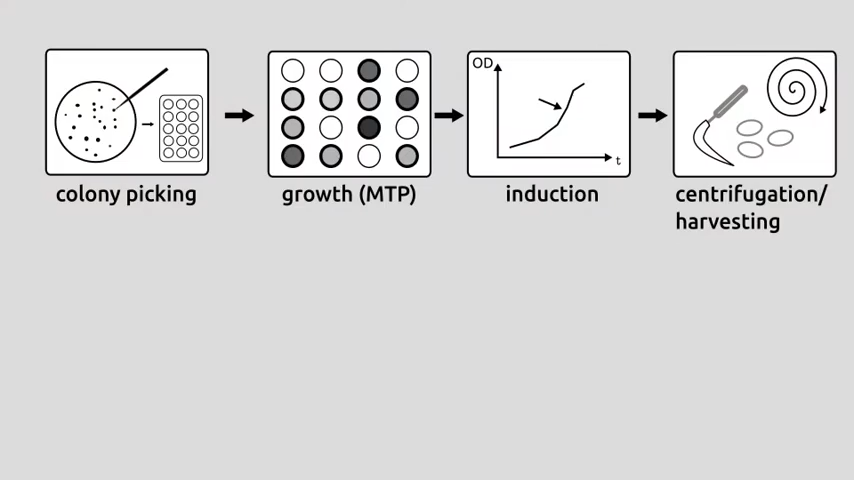 OD
t
colony picking
growth (MTP)
induction
centrifugation/
harvesting